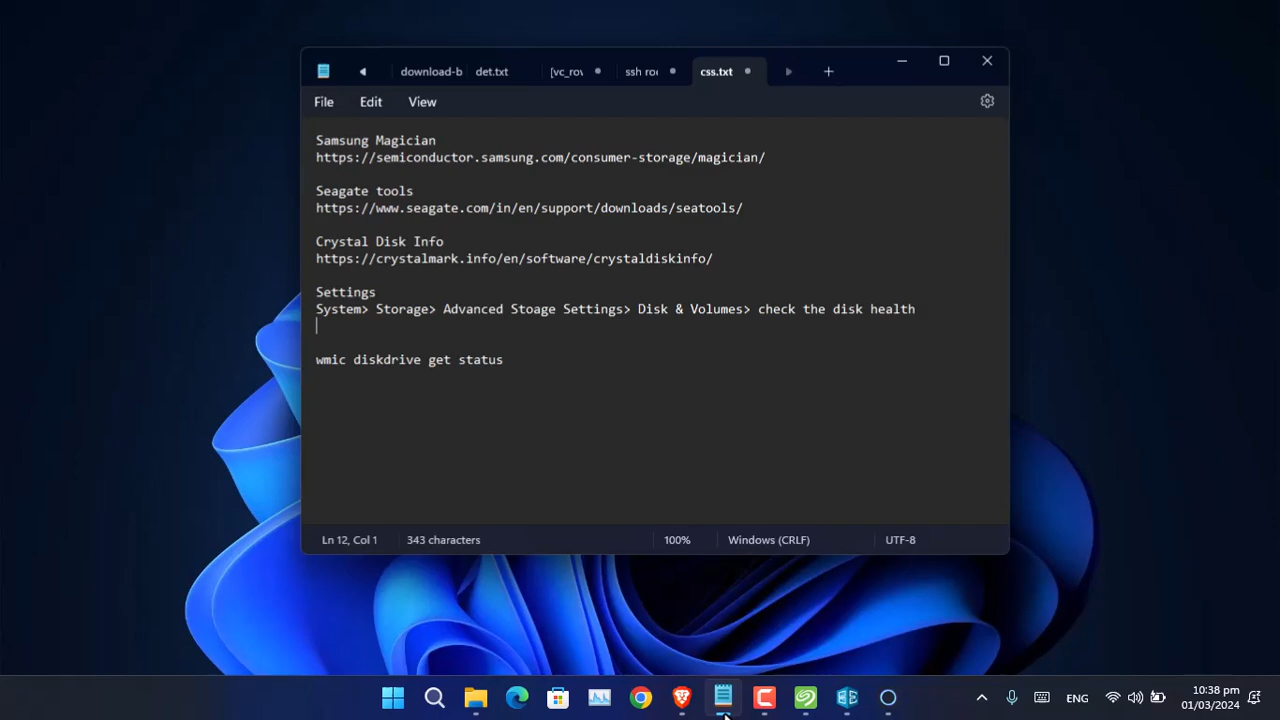 download-b
det.txt
[vc_rov
ssh roo
css.txt
File
Edit
View
Samsung Magician
https://semiconductor.samsung.com/consumer-storage/magician/
Seagate tools
https://www.seagate.com/in/en/support/downloads/seatools/
Crystal Disk Info
https://crystalmark.info/en/software/crystaldiskinfo/
Settings
System> Storage> Advanced Stoage Settings> Disk & Volumes> check the disk health
wmic diskdrive get status
Ln 12, Col 1
343 characters
100%
Windows (CRLF)
UTF-8
ENG
10:38 pm
01/03/2024